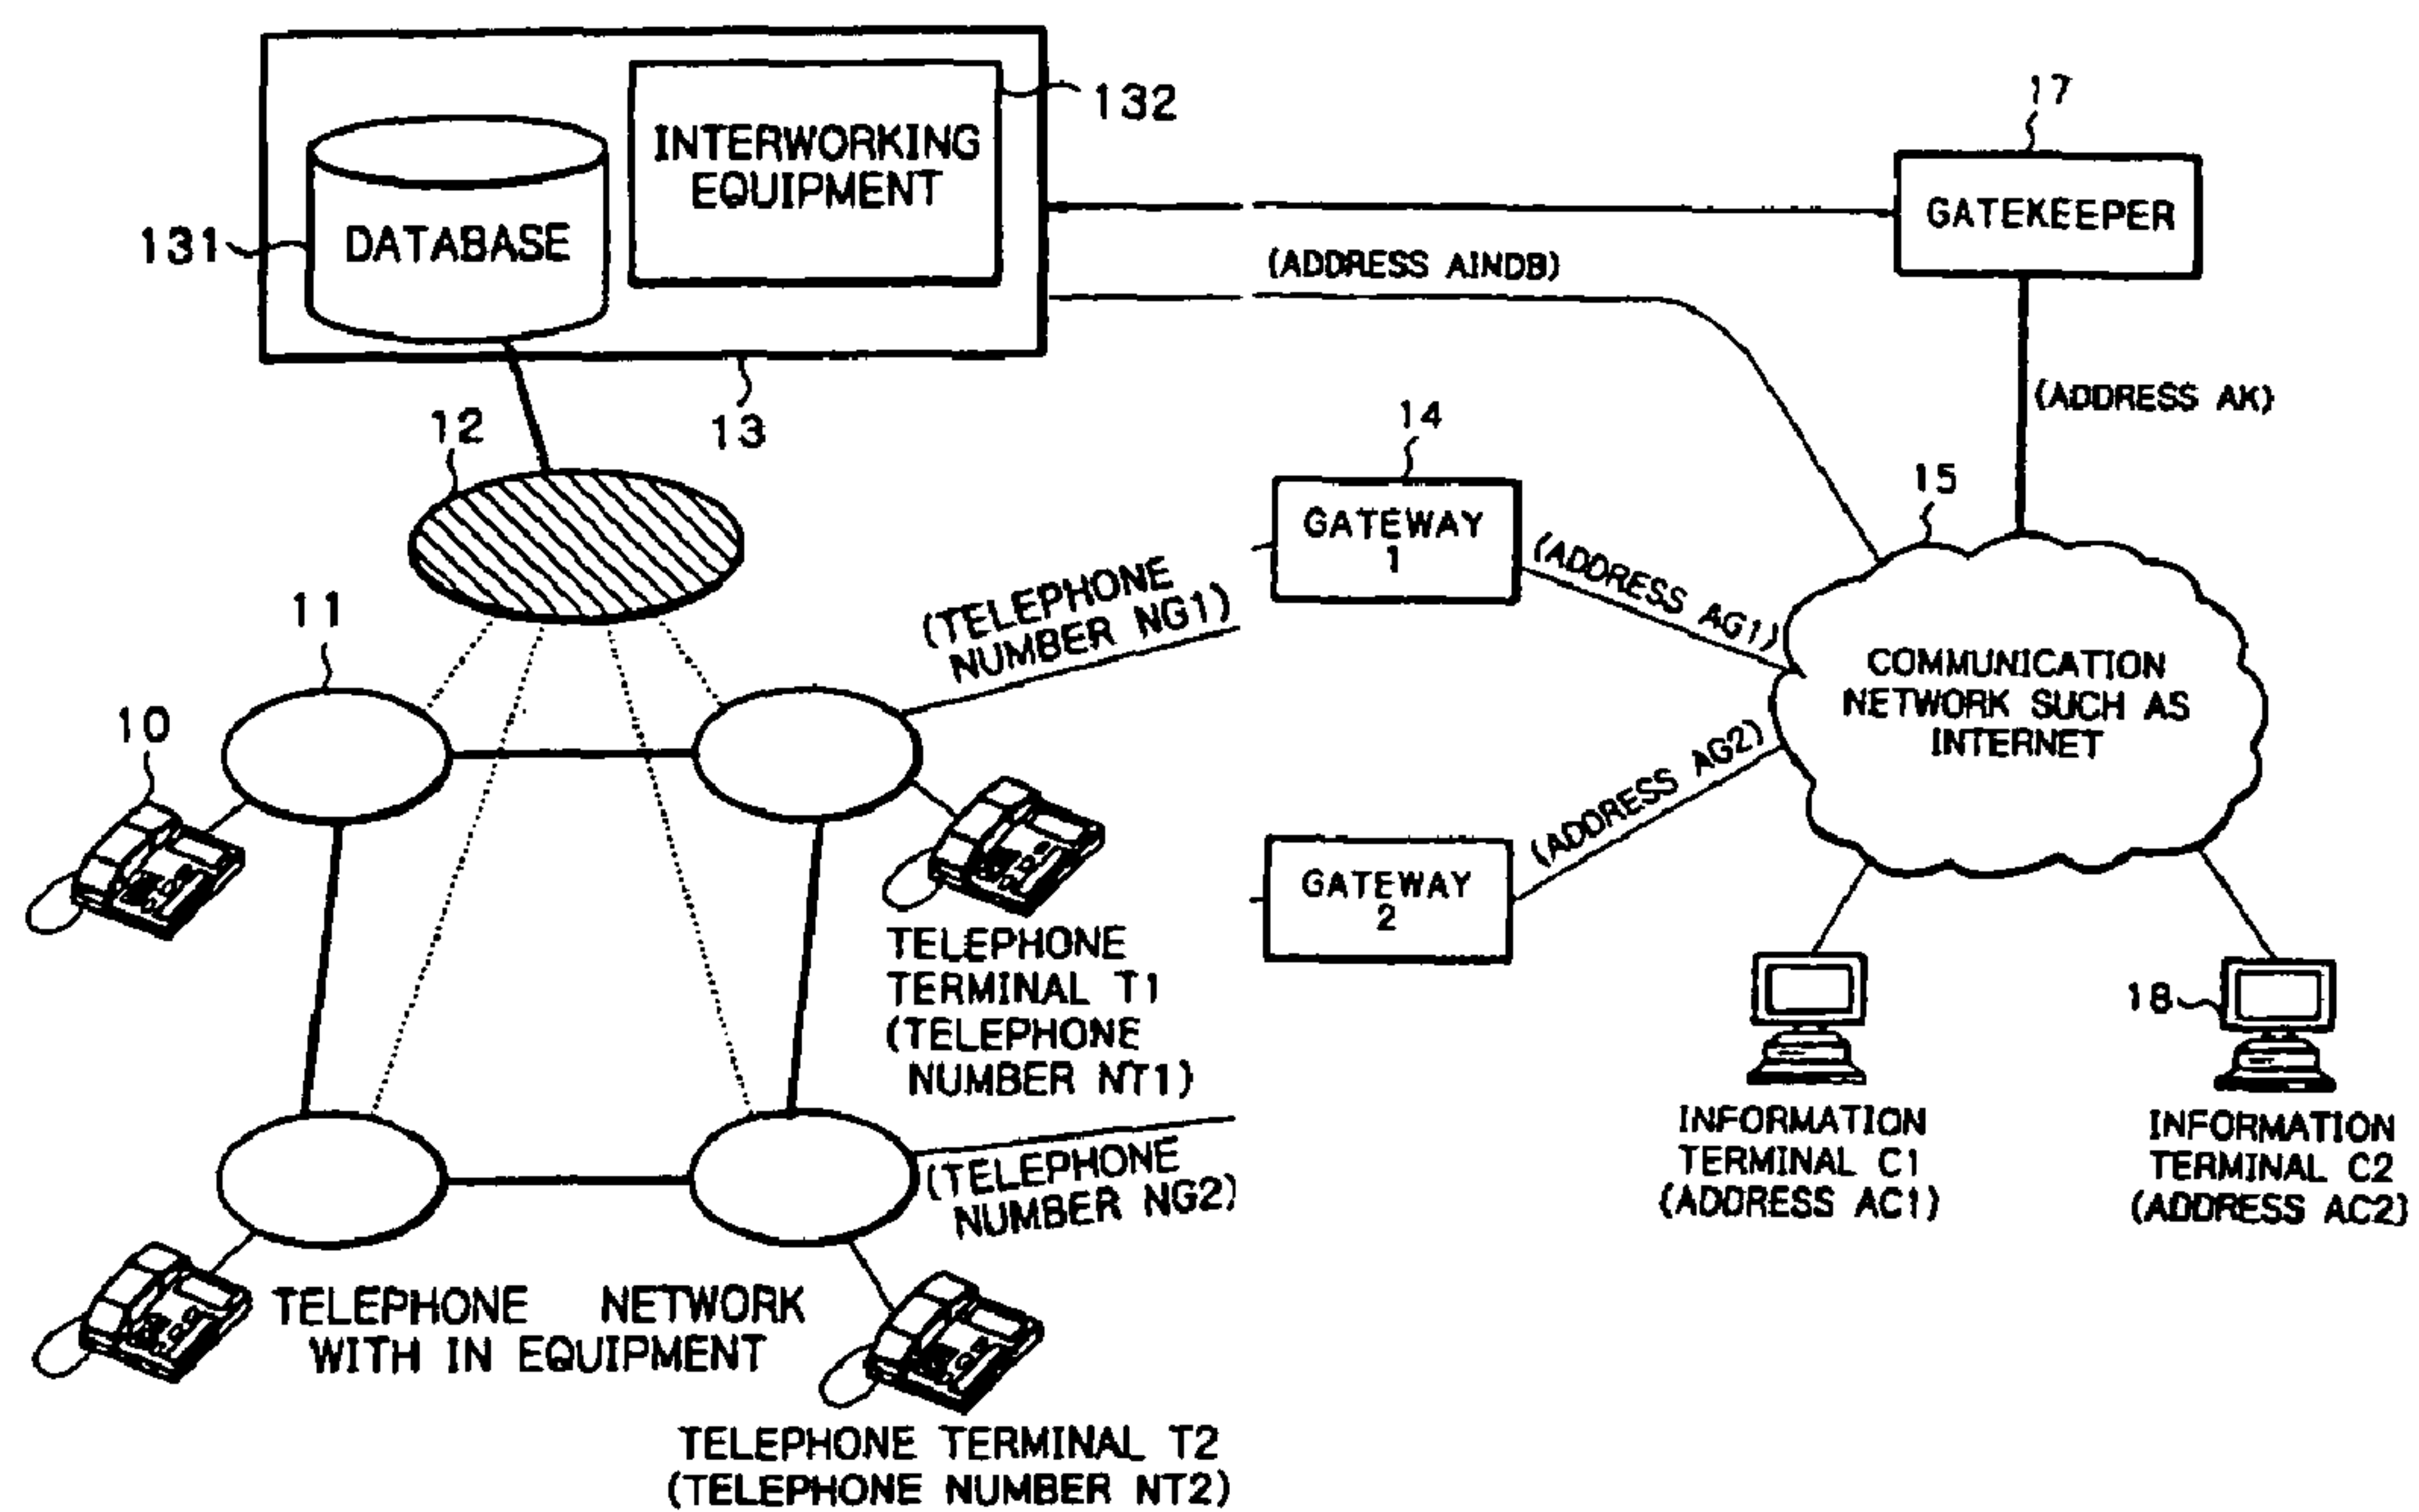 132
INTERWORKING
EQUIPMENT
131
DATABASE
13
12
11
10
(TELEPHONE
NUMBER NG1)
TELEPHONE
TERMINAL T1
(TELEPHONE
NUMBER NT1)
(TELEPHONE
NUMBER NG2)
TELEPHONE NETWORK
WITH IN EQUIPMENT
TELEPHONE TERMINAL T2
(TELEPHONE NUMBER NT2)
17
GATEKEEPER
(ADDRESS AINDB)
(ADDRESS AK)
14
GATEWAY
1
(ADDRESS AG1)
15
COMMUNICATION
NETWORK SUCH AS
INTERNET
(ADDRESS AG2)
GATEWAY
2
18
INFORMATION
TERMINAL C1
(ADDRESS AC1)
INFORMATION
TERMINAL C2
(ADDRESS AC2)